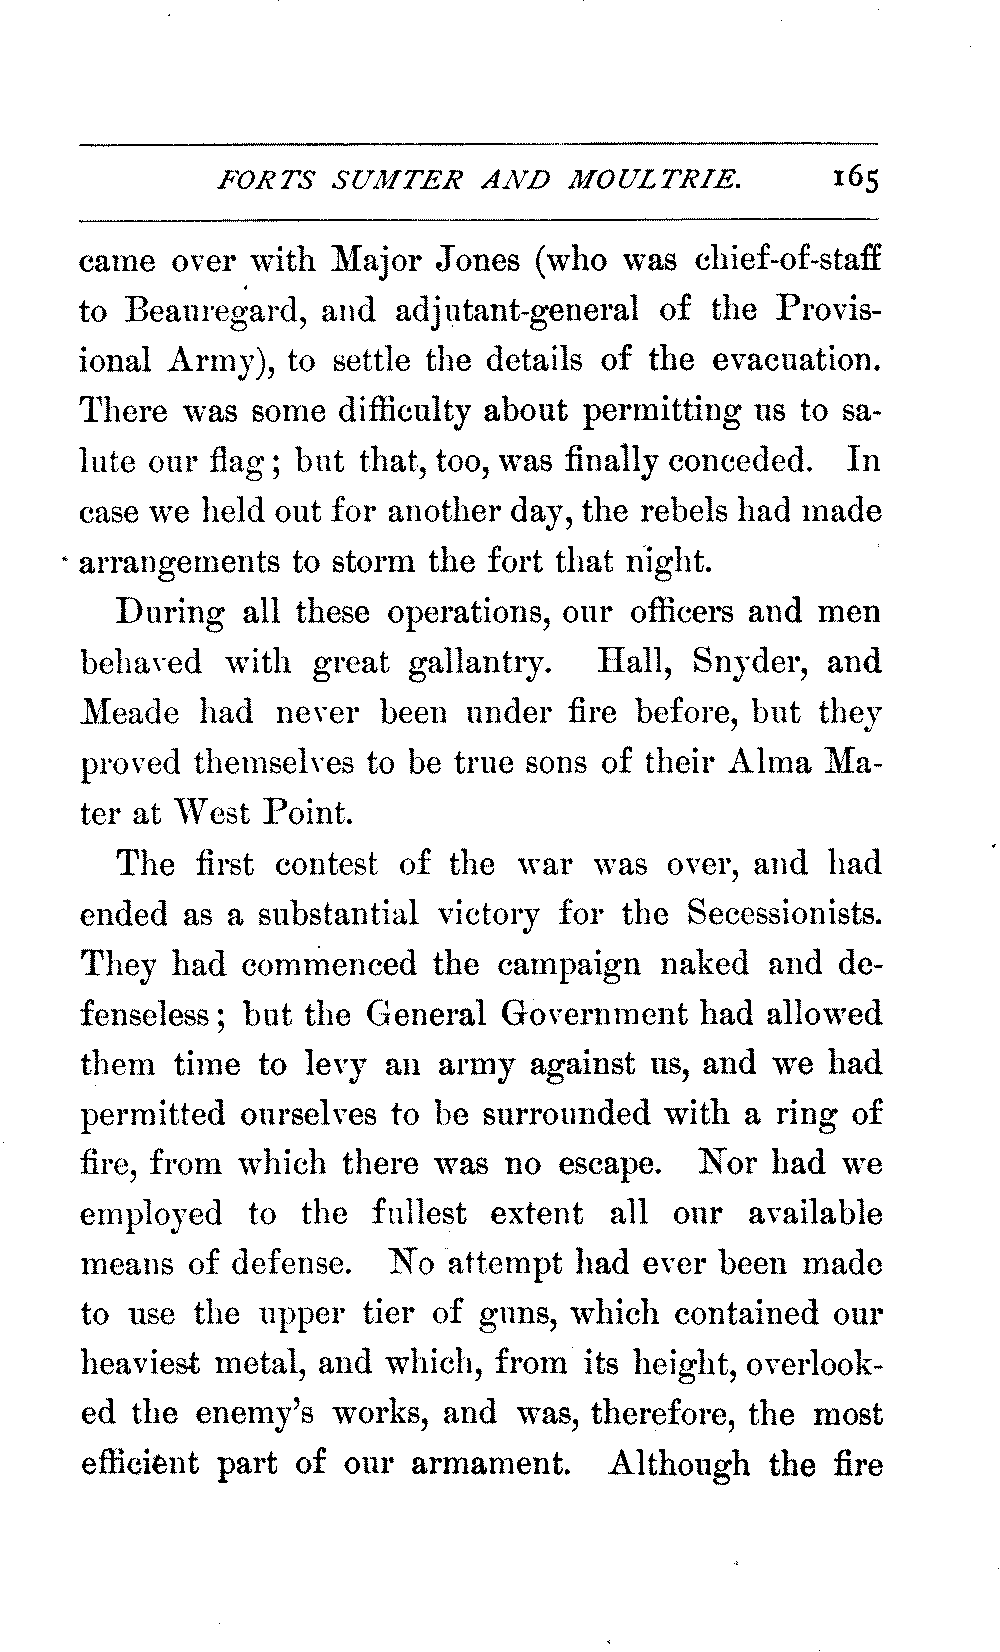 FORTS SUMTER AND MOULTRIE. 165
came over with Major Jones (who was chief-of-staff
to Beauregard, and adjutant-general of the Provis-
ional Army), to settle the details of the evacuation.
There was some difficulty about permitting us to sa-
lute our flag; but that, too, was finally conceded. In
case we held out for another day, the rebels had made
arrangements to storm the fort that night.
During all these operations, our officers and men
behaved with great gallantry. Hall, Snyder, and
Meade had never been under fire before, but they
proved themselves to be true sons of their Alma Ma-
ter at West Point.
The first contest of the war was over, and had
ended as a substantial victory for the Secessionists.
They had commenced the campaign naked and de-
fenseless; but the General Government had allowed
them time to levy an army against us, and we had
permitted ourselves to be surrounded with a ring of
fire, from which there was no escape. Nor had we
employed to the fullest extent all our available
means of defense. No attempt had ever been made
to use the upper tier of guns, which contained our
heaviest metal, and which, from its height, overlook-
ed the enemy's works, and was, therefore, the most
efficient part of our armament. Although the fire